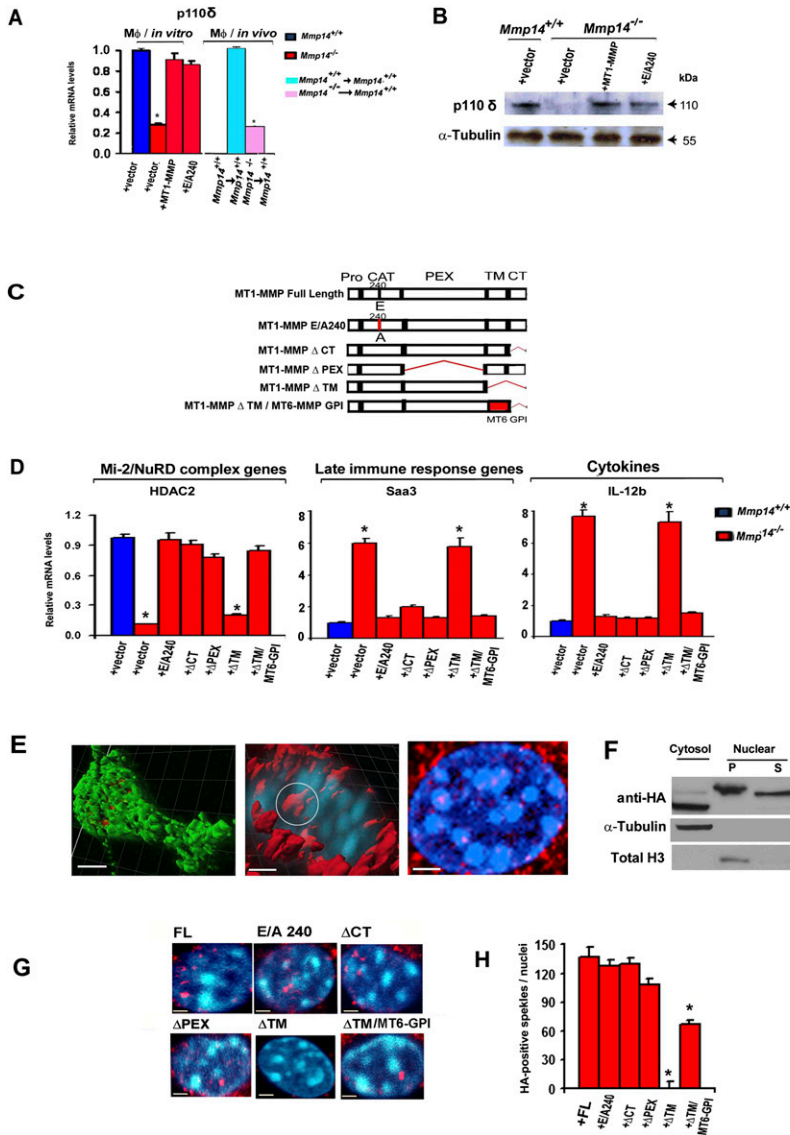 A
p110δ
Mϕ / in vitro
Mϕ / in vivo
Relative mRNA levels
1.0
0.8
0.6
0.4
0.2
0.0
*
*
+vector
+vector
+MT1-MMP
+E/A240
Mmp14+/+ → Mmp14+/+
Mmp14-/- → Mmp14+/+
Mmp14+/+
Mmp14-/-
Mmp14+/+ → Mmp14+/+
Mmp14-/- → Mmp14+/+
B
Mmp14+/+
Mmp14-/-
+vector
+vector
+MT1-MMP
+E/A240
kDa
p110 δ
110
α-Tubulin
55
C
Pro CAT PEX TM CT
240
MT1-MMP Full Length
E
240
MT1-MMP E/A240
A
MT1-MMP Δ CT
MT1-MMP Δ PEX
MT1-MMP Δ TM
MT1-MMP Δ TM / MT6-MMP GPI
MT6 GPI
D
Mi-2/NuRD complex genes
HDAC2
Relative mRNA levels
1.2
0.9
0.6
0.3
0.0
*
*
+vector
+vector
+E/A240
+ΔCT
+ΔPEX
+ΔTM
+ΔTM/
MT6-GPI
Late immune response genes
Saa3
8
6
4
2
0
*
*
+vector
+vector
+E/A240
+ΔCT
+ΔPEX
+ΔTM
+ΔTM/
MT6-GPI
Cytokines
IL-12b
8
6
4
2
0
*
*
+vector
+vector
+E/A240
+ΔCT
+ΔPEX
+ΔTM
+ΔTM/
MT6-GPI
Mmp14+/+
Mmp14-/-
E
F
Cytosol
Nuclear
P S
anti-HA
α-Tubulin
Total H3
G
FL
E/A 240
ΔCT
ΔPEX
ΔTM
ΔTM/MT6-GPI
H
HA-positive spekles / nuclei
150
120
90
60
30
0
*
*
+FL
+E/A240
+ΔCT
+ΔPEX
+ΔTM
+ΔTM/
MT6-GPI